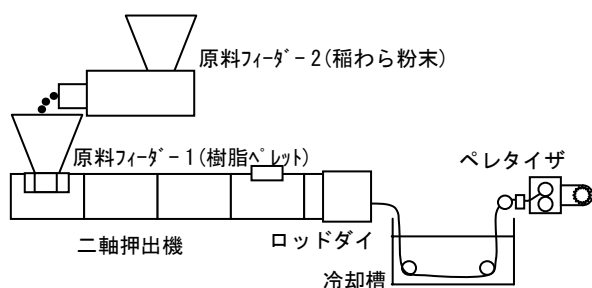 原料フィーダ-2(稲わら粉末)
原料フィーダ-1(樹脂ペレット)
ペレタイザ
二軸押出機
ロッドダイ
冷却槽